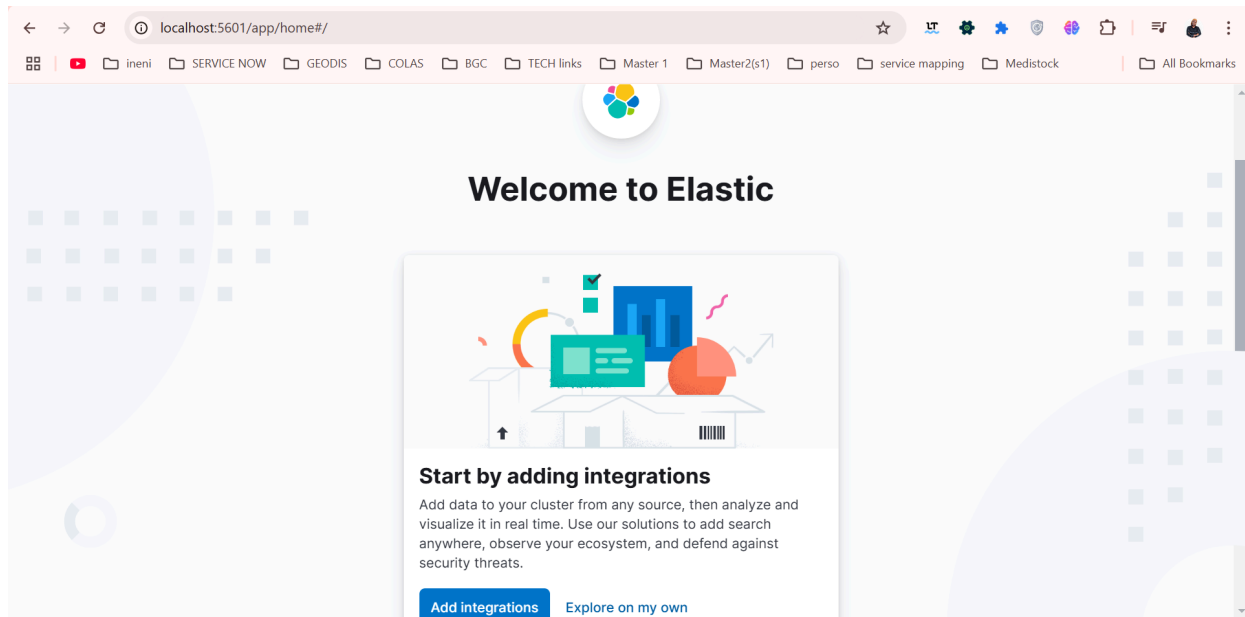 localhost:5601/app/home#/
ineni SERVICE NOW GEODIS COLAS BGC TECH links Master 1 Master2(s1) perso service mapping Medistock All Bookmarks
Welcome to Elastic
Start by adding integrations
Add data to your cluster from any source, then analyze and
visualize it in real time. Use our solutions to add search
anywhere, observe your ecosystem, and defend against
security threats.
Add integrations Explore on my own